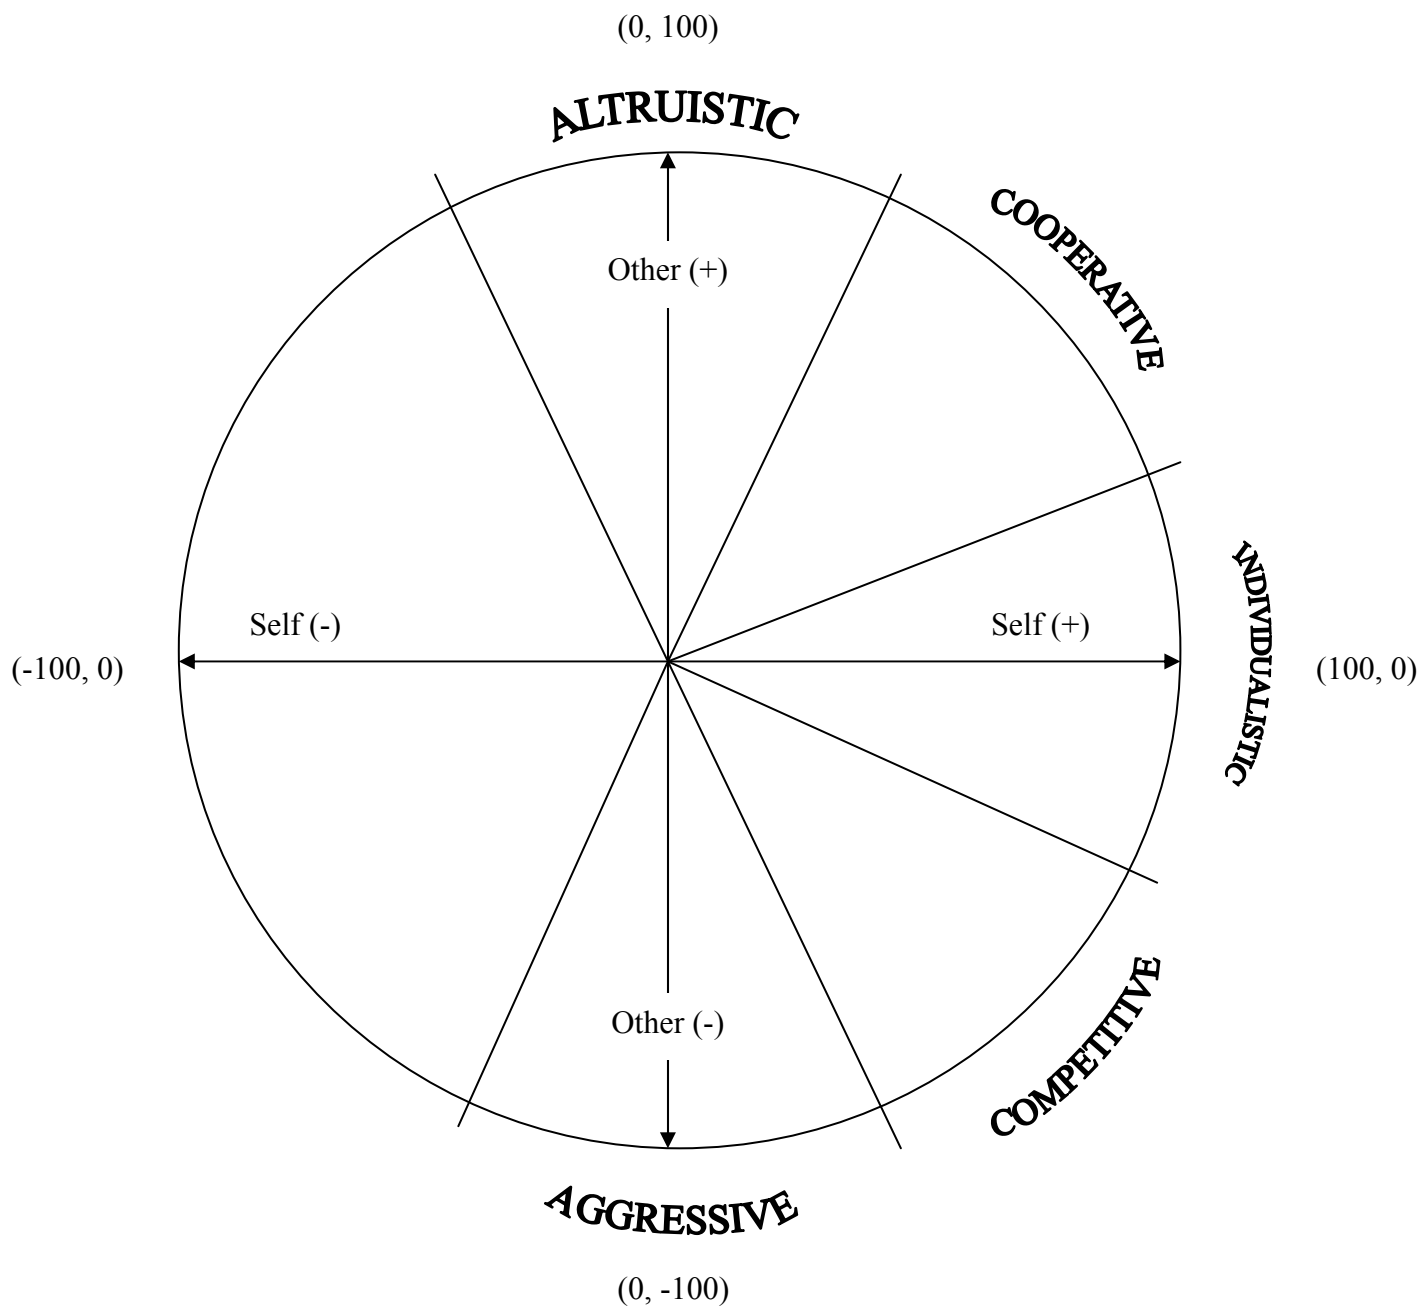 (0, 100)
ALTRUISTIC
COOPERATIVE
Other (+)
INDIVIDUALISTIC
Self (-)
Self (+)
(-100, 0)
(100, 0)
COMPETITIVE
Other (-)
AGGRESSIVE
(0, -100)